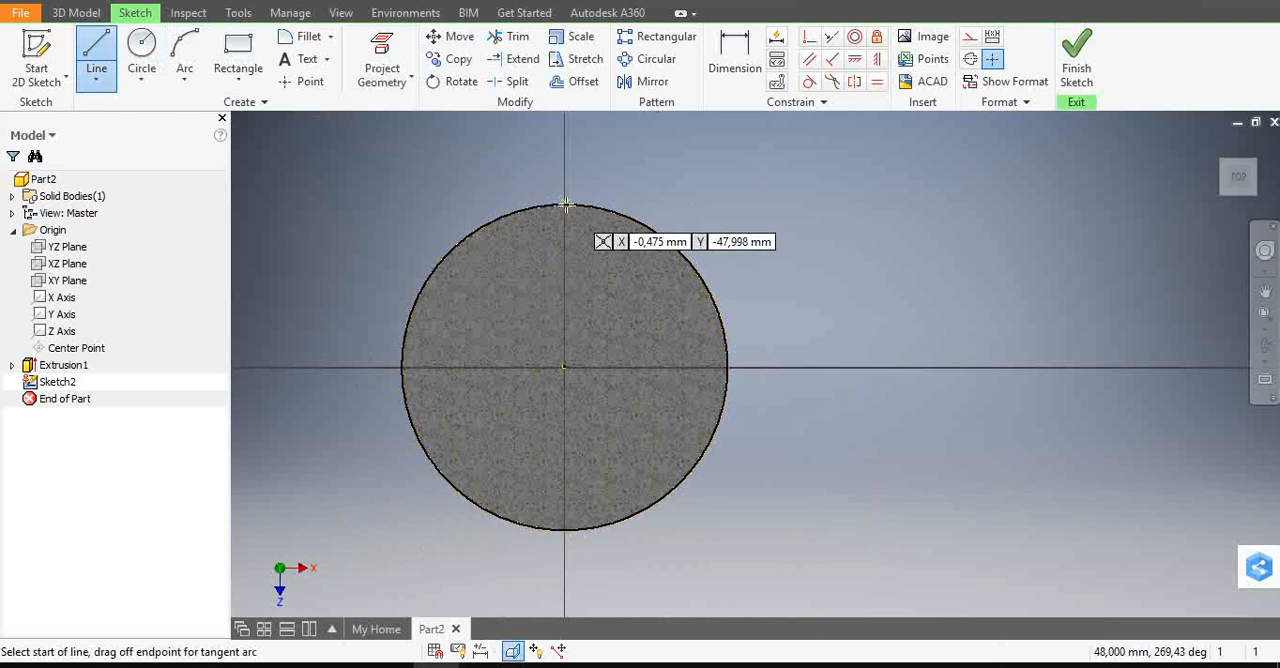 File 3D Model Sketch Inspect Tools Manage View Environments BIM Get Started Autodesk A360
Start 2D Sketch
Sketch
Line
Circle
Arc
Rectangle
Fillet
Text
Point
Create
Project Geometry
Move Trim Scale
Copy Extend Stretch
Rotate Split Offset
Modify
Rectangular
Circular
Mirror
Pattern
Dimension
Constrain
Image
Points
ACAD
Insert
Show Format
Format
Finish Sketch
Exit
Model
Part2
Solid Bodies(1)
View: Master
Origin
YZ Plane
XZ Plane
XY Plane
X Axis
Y Axis
Z Axis
Center Point
Extrusion1
Sketch2
End of Part
TOP
X -0,475 mm Y -47,998 mm
X
Z
My Home Part2
Select start of line, drag off endpoint for tangent arc
48,000 mm, 269,43 deg 1 1